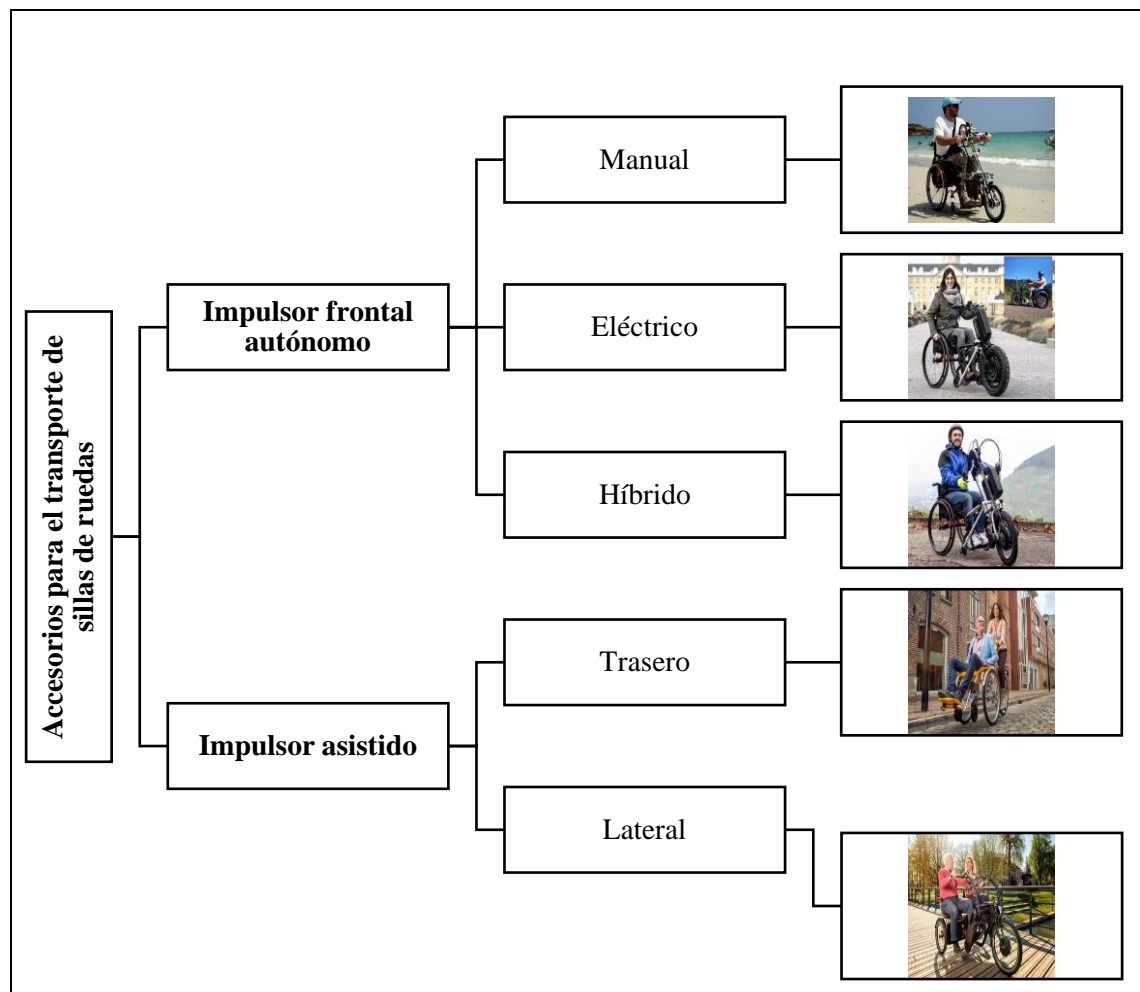 Accesorios para el transporte de
sillas de ruedas
Impulsor frontal
autónomo
Manual
Eléctrico
Híbrido
Impulsor asistido
Trasero
Lateral